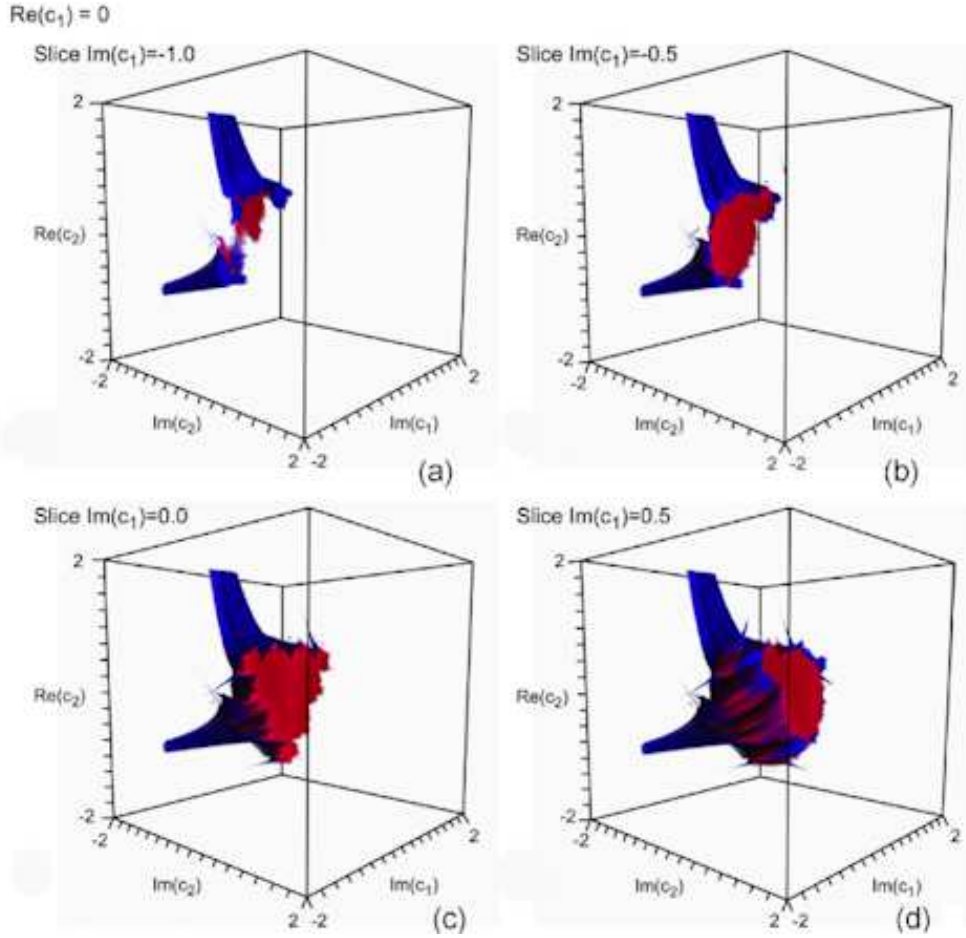 Re(c₁) = 0
Slice Im(c₁)=-1.0
2
Re(c₂)
-2
-2
Im(c₂)
2
-2
Im(c₁)
2
(a)
Slice Im(c₁)=-0.5
2
Re(c₂)
-2
-2
Im(c₂)
2
-2
Im(c₁)
2
(b)
Slice Im(c₁)=0.0
2
Re(c₂)
-2
-2
Im(c₂)
2
-2
Im(c₁)
2
(c)
Slice Im(c₁)=0.5
2
Re(c₂)
-2
-2
Im(c₂)
2
-2
Im(c₁)
2
(d)